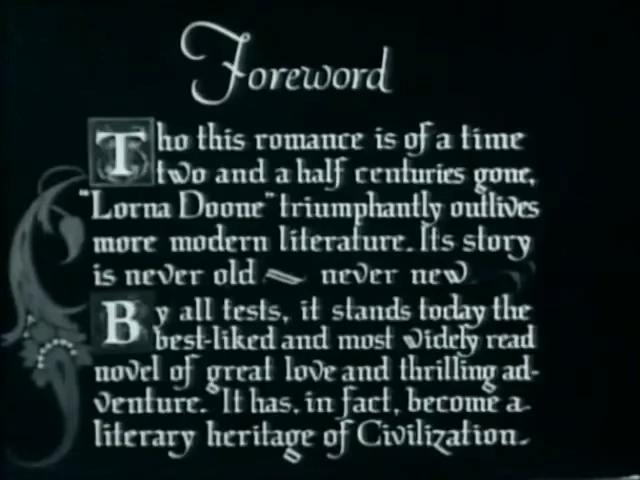 Foreword
Tho this romance is of a time
two and a half centuries gone,
"Lorna Doone" triumphantly outlives
more modern literature. Its story
is never old — never new
By all tests, it stands today the
best-liked and most widely read
novel of great love and thrilling ad-
venture. It has, in fact, become a
literary heritage of Civilization.